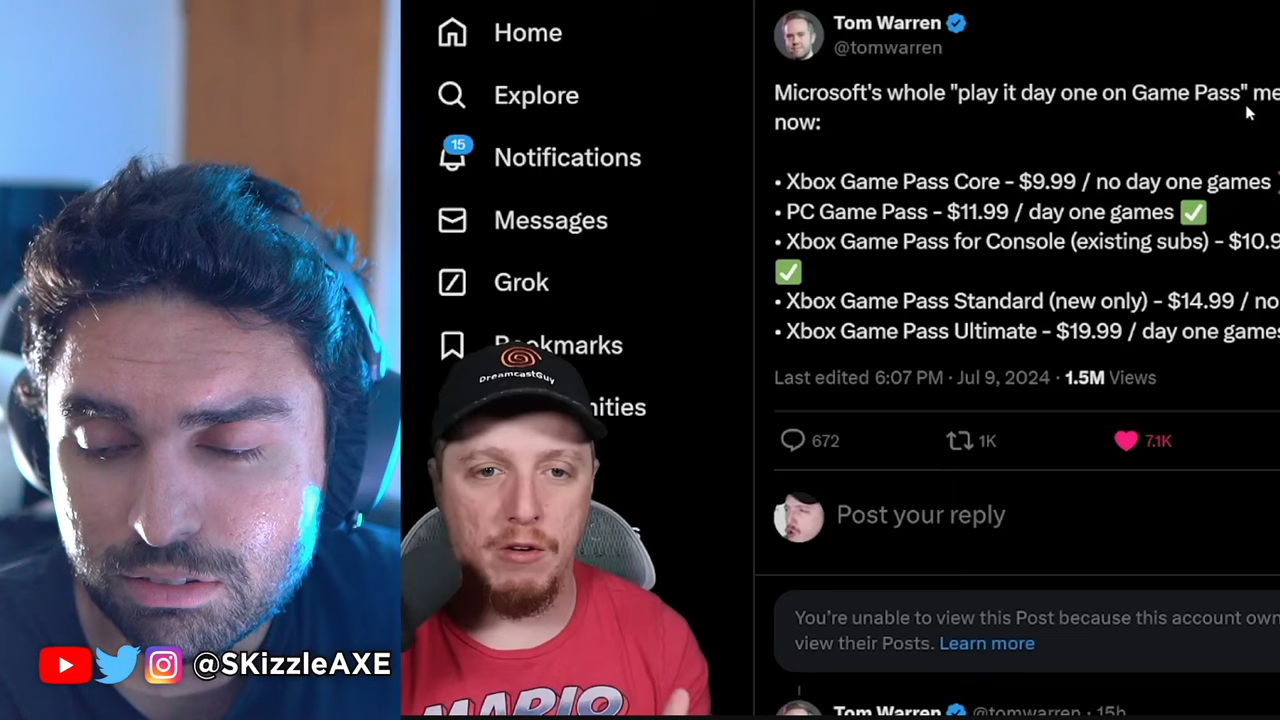 Home
Explore
15
Notifications
Messages
Grok
Bookmarks
nities
DreamcastGuy
MARIO
@SKizzleAXE
Tom Warren
@tomwarren
Microsoft's whole "play it day one on Game Pass" me
now:
• Xbox Game Pass Core - $9.99 / no day one games
• PC Game Pass - $11.99 / day one games ✅
• Xbox Game Pass for Console (existing subs) - $10.9
✅
• Xbox Game Pass Standard (new only) - $14.99 / no
• Xbox Game Pass Ultimate - $19.99 / day one games
Last edited 6:07 PM · Jul 9, 2024 · 1.5M Views
672
1K
7.1K
Post your reply
You're unable to view this Post because this account own
view their Posts. Learn more
Tom Warren @tomwarren · 15h